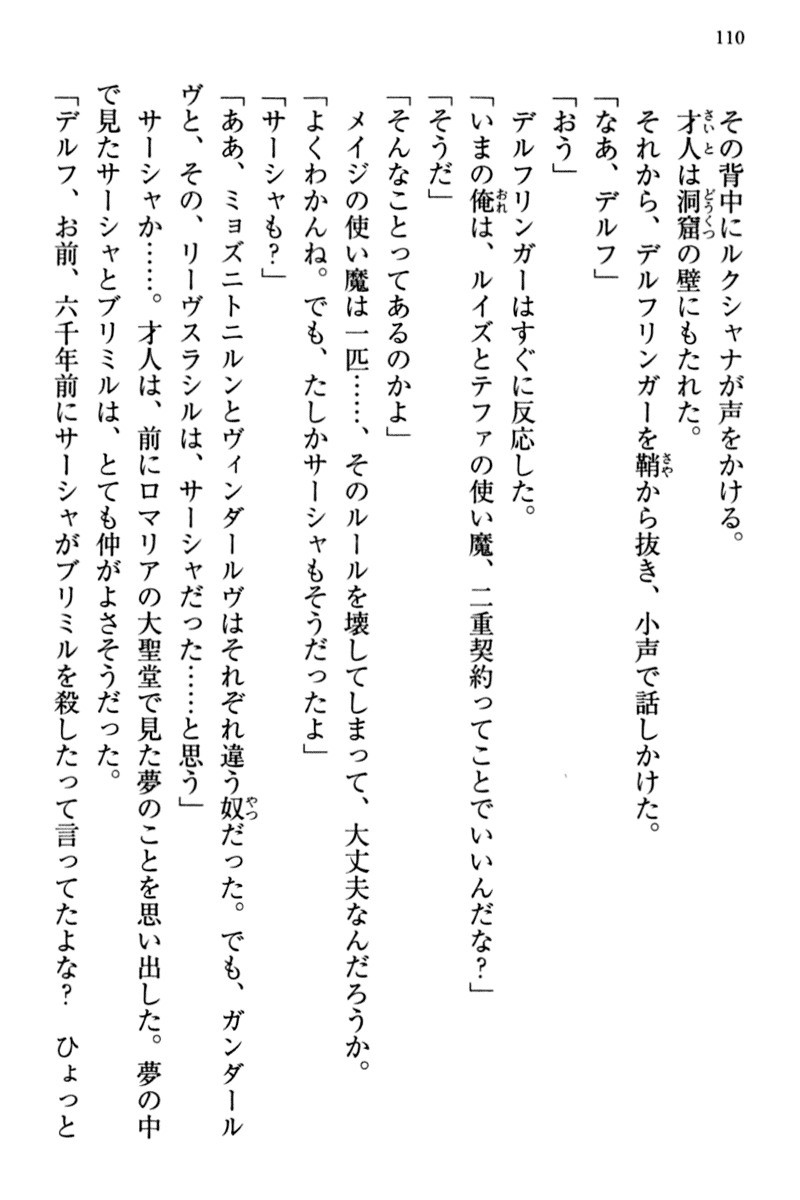 110
その背中にルクシャナが声をかける。
才人は洞窟の壁にもたれた。
それから、デルフリンガーを鞘から抜き、小声で話しかけた。
「なあ、デルフ」
「おう」
デルフリンガーはすぐに反応した。
「いまの俺は、ルイズとテファの使い魔、二重契約ってことでいいんだな?」
「そうだ」
「そんなことってあるのかよ」
メイジの使い魔は一匹……、そのルールを壊してしまって、大丈夫なんだろうか。
「よくわかんね。でも、たしかサーシャもそうだったよ」
「サーシャも?」
「ああ、ミョズニトニルンとヴィンダールヴはそれぞれ違う奴だった。でも、ガンダール
ヴと、その、リーヴスラシルは、サーシャだった……と思う」
サーシャか……。才人は、前にロマリアの大聖堂で見た夢のことを思い出した。夢の中
で見たサーシャとブリミルは、とても仲がよさそうだった。
「デルフ、お前、六千年前にサーシャがブリミルを殺したって言ってたよな? ひょっと